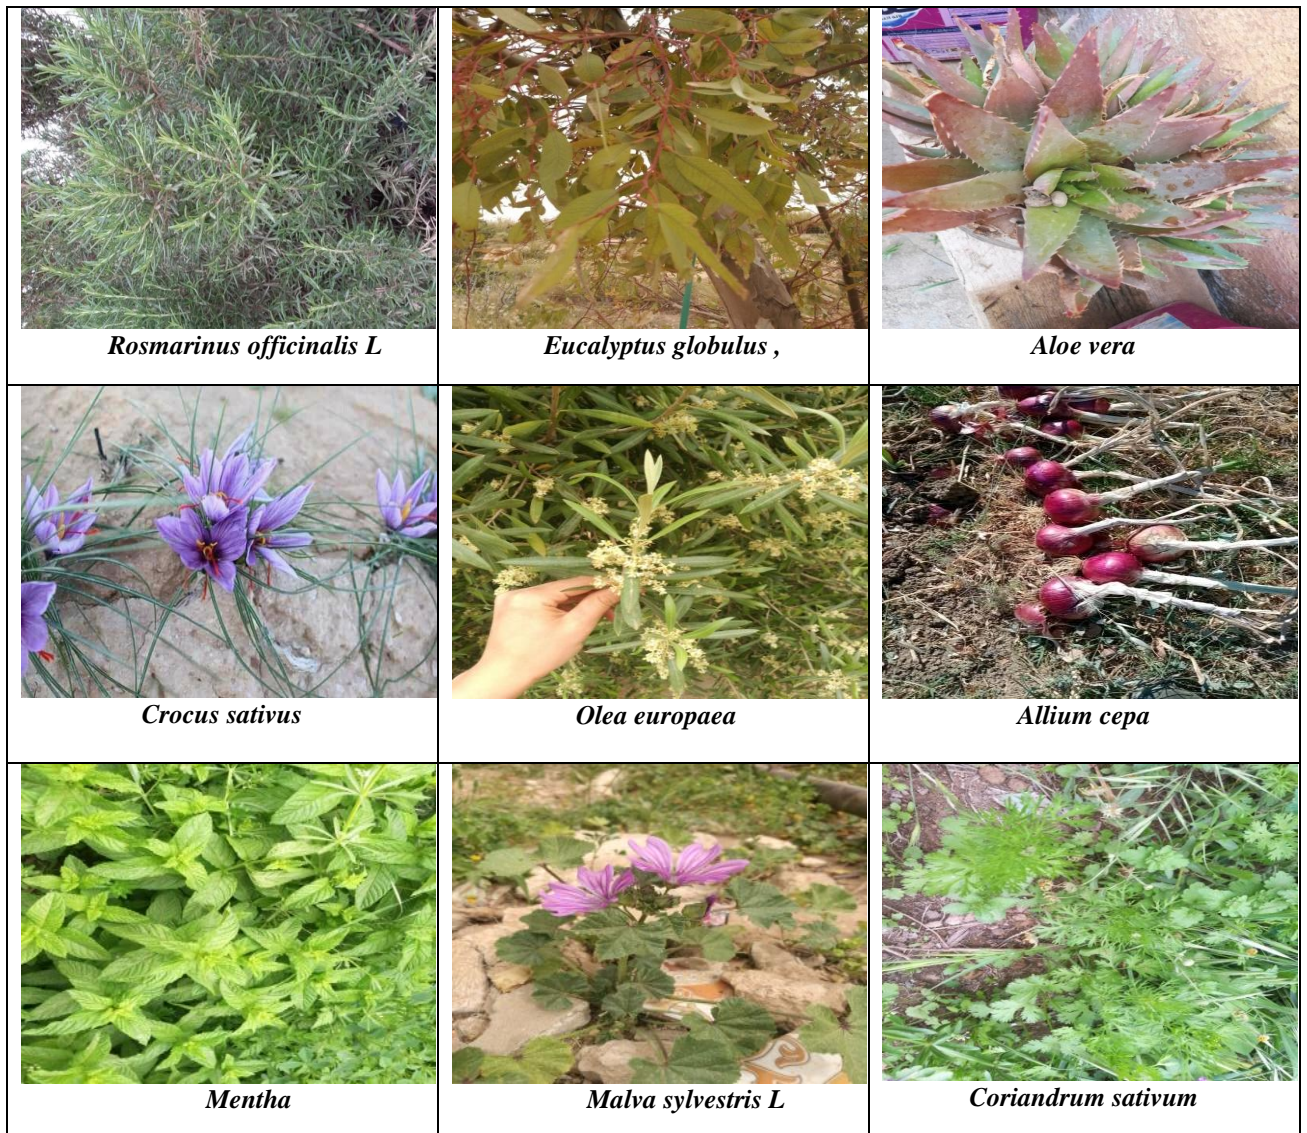 Rosmarinus officinalis L
Eucalyptus globulus ,
Aloe vera
Crocus sativus
Olea europaea
Allium cepa
Mentha
Malva sylvestris L
Coriandrum sativum